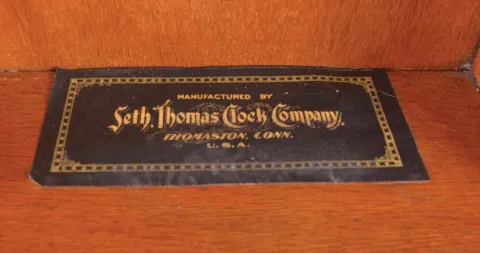 MANUFACTURED BY
Seth Thomas Clock Company,
THOMASTON, CONN.
U.S.A.